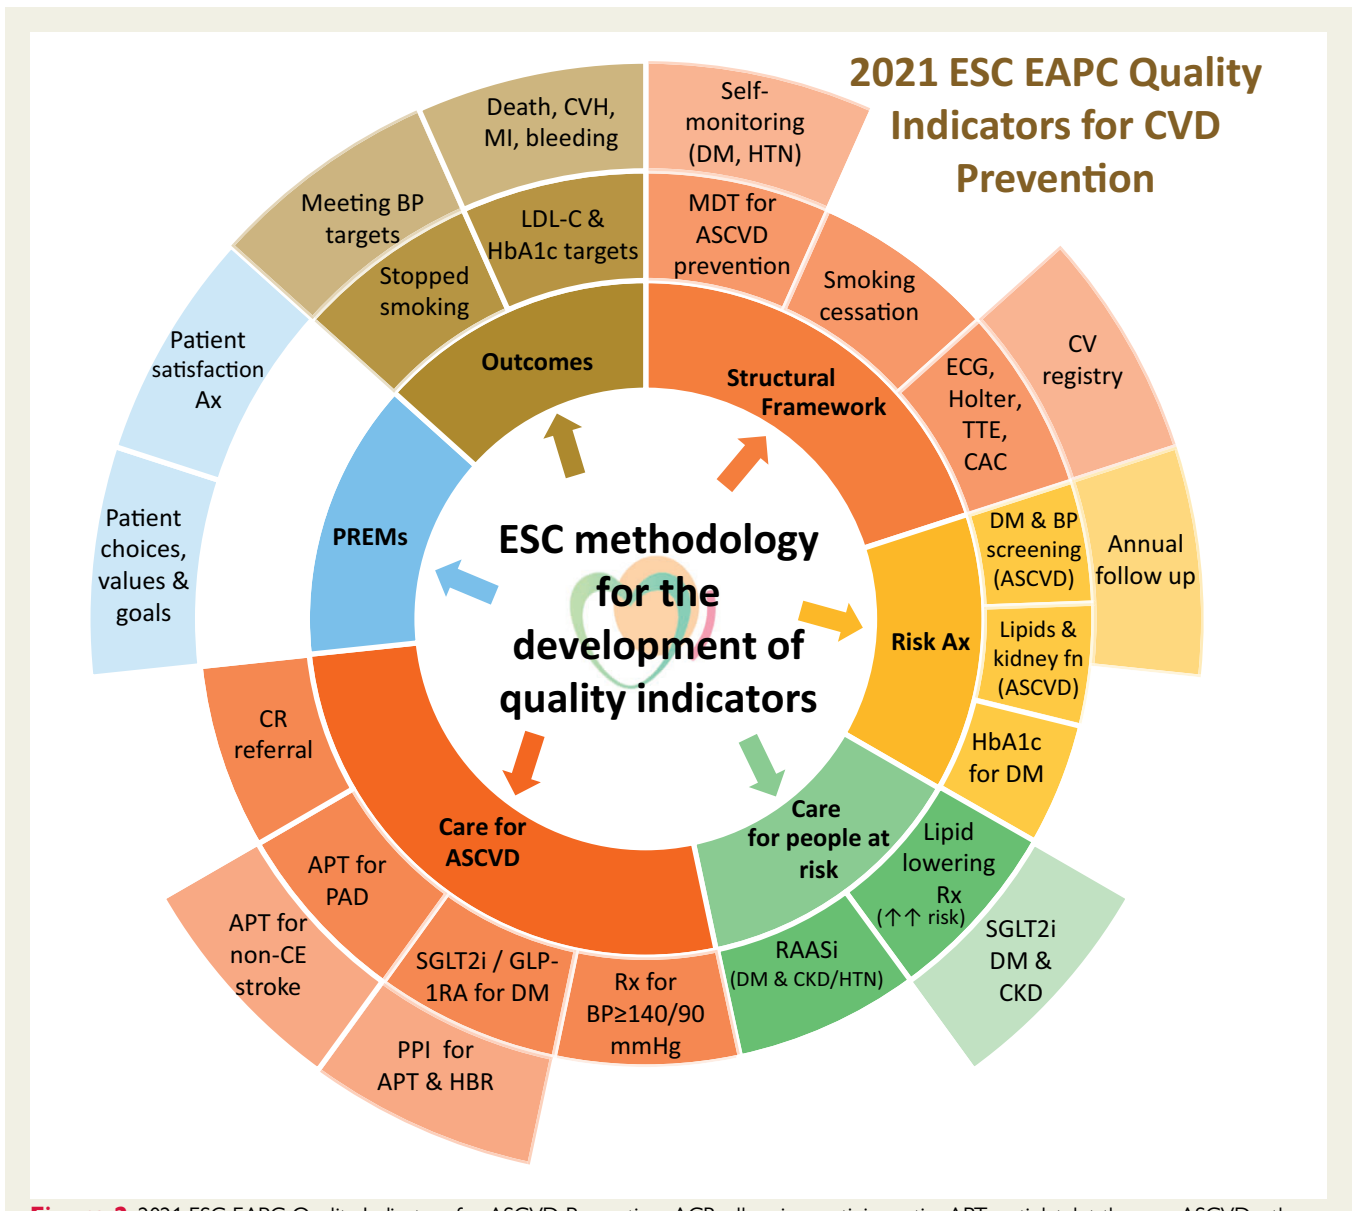 2021 ESC EAPC Quality
Indicators for CVD
Prevention
Death, CVH,
MI, bleeding
Self-
monitoring
(DM, HTN)
Meeting BP
targets
LDL-C &
HbA1c targets
MDT for
ASCVD
prevention
Stopped
smoking
Smoking
cessation
CV
registry
ECG,
Holter,
TTE,
CAC
Outcomes
Structural
Framework
Patient
satisfaction
Ax
Patient
choices,
values &
goals
PREMs
ESC methodology
for the
development of
quality indicators
DM & BP
screening
(ASCVD)
Annual
follow up
Risk Ax
Lipids &
kidney fn
(ASCVD)
HbA1c
for DM
CR
referral
Care for
ASCVD
Care
for people at
risk
Lipid
lowering
Rx
(↑↑ risk)
APT for
PAD
APT for
non-CE
stroke
SGLT2i / GLP-
1RA for DM
Rx for
BP≥140/90
mmHg
RAASi
(DM & CKD/HTN)
SGLT2i
DM &
CKD
PPI for
APT & HBR